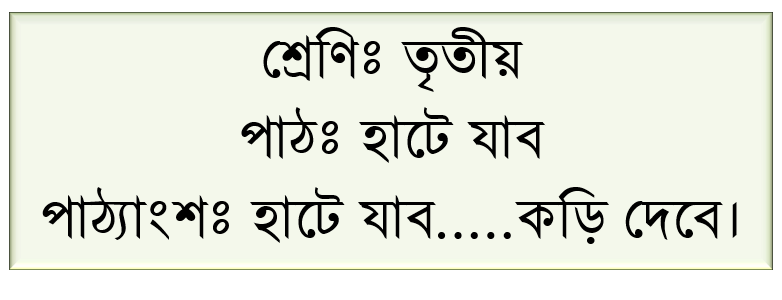 শ্রেণিঃ তৃতীয়
পাঠঃ হাটে যাব
পাঠ্যাংশঃ হাটে যাব.....কড়ি দেবে।